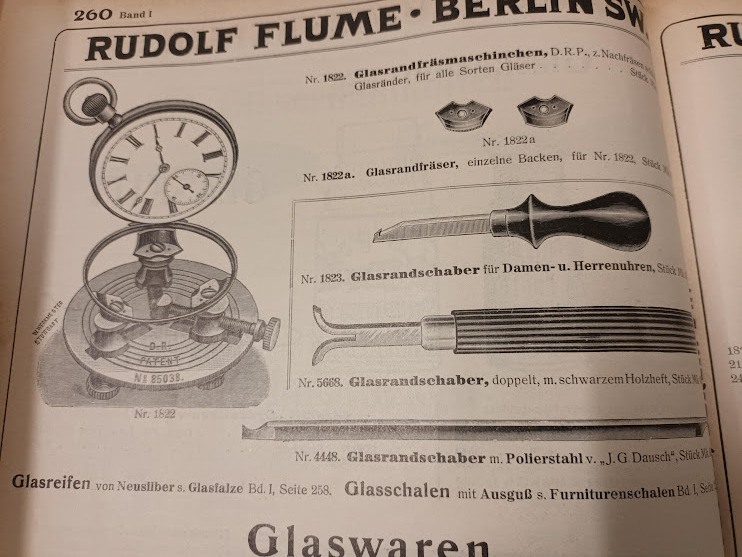 260 Band I
RUDOLF FLUME · BERLIN SW.
RU
Nr. 1822. Glasrandfräsmaschinchen, D.R.P., z. Nachfräsen
Glasränder, für alle Sorten Gläser . . . . . . . Stück
Nr. 1822a
Nr. 1822a. Glasrandfräser, einzelne Backen, für Nr. 1822, Stück
Nr. 1823. Glasrandschaber für Damen- u. Herrenuhren, Stück
BURGEMEISTER
STUTTGART
D.R.
PATENT
No 85038.
Nr. 1822
Nr. 5668. Glasrandschaber, doppelt, m. schwarzem Holzheft, Stück
Nr. 4448. Glasrandschaber m. Polierstahl v. „J. G. Dausch“, Stück
Glasreifen von Neusilber s. Glasfalze Bd. I, Seite 258. Glasschalen mit Ausguß s. Furniturenschalen Bd. I,
Glaswaren